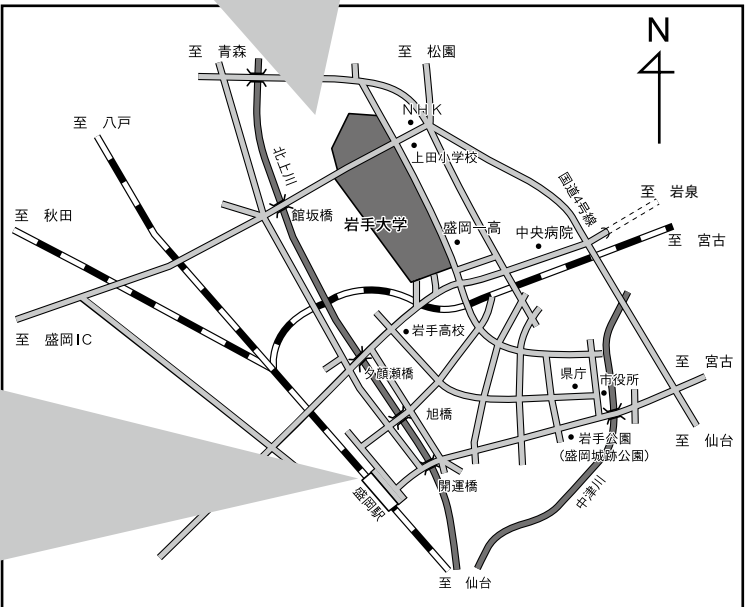 N
至　青森
至　松園
NHK
至　八戸
上田小学校
北上川
国道4号線
至　岩泉
至　秋田
館坂橋
岩手大学
盛岡一高
中央病院
至　宮古
岩手高校
至　盛岡IC
至　宮古
夕顔瀬橋
県庁
市役所
旭橋
岩手公園
(盛岡城跡公園)
至　仙台
開運橋
盛岡駅
中津川
至　仙台